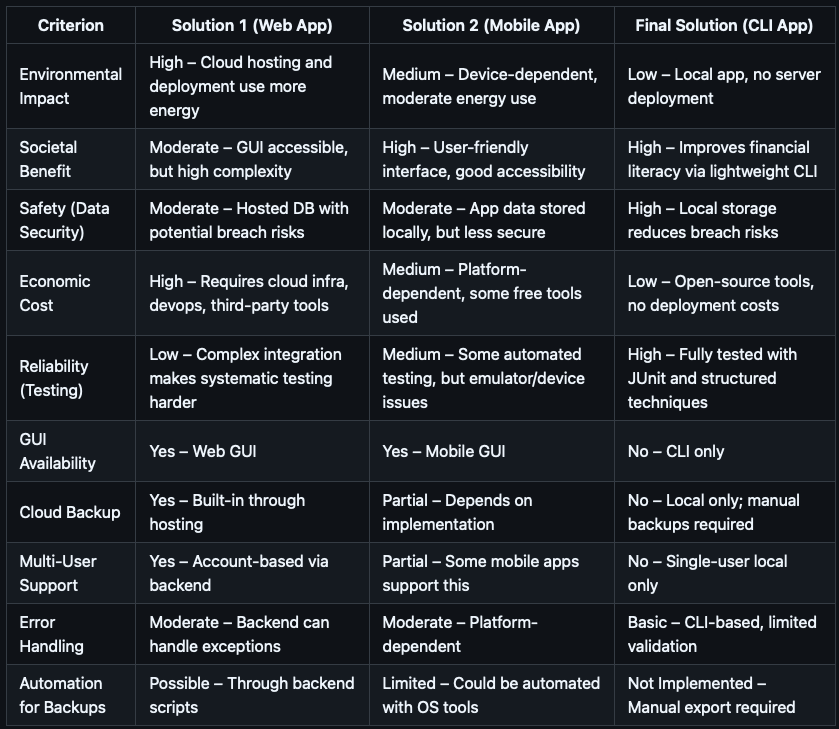 Criterion
Solution 1 (Web App)
Solution 2 (Mobile App)
Final Solution (CLI App)
Environmental
Impact
High – Cloud hosting and
deployment use more
energy
Medium – Device-dependent,
moderate energy use
Low – Local app, no server
deployment
Societal
Benefit
Moderate – GUI accessible,
but high complexity
High – User-friendly
interface, good accessibility
High – Improves financial
literacy via lightweight CLI
Safety (Data
Security)
Moderate – Hosted DB with
potential breach risks
Moderate – App data stored
locally, but less secure
High – Local storage
reduces breach risks
Economic
Cost
High – Requires cloud infra,
devops, third-party tools
Medium – Platform-
dependent, some free tools
used
Low – Open-source tools,
no deployment costs
Reliability
(Testing)
Low – Complex integration
makes systematic testing
harder
Medium – Some automated
testing, but emulator/device
issues
High – Fully tested with
JUnit and structured
techniques
GUI
Availability
Yes – Web GUI
Yes – Mobile GUI
No – CLI only
Cloud Backup
Yes – Built-in through
hosting
Partial – Depends on
implementation
No – Local only; manual
backups required
Multi-User
Support
Yes – Account-based via
backend
Partial – Some mobile apps
support this
No – Single-user local
only
Error
Handling
Moderate – Backend can
handle exceptions
Moderate – Platform-
dependent
Basic – CLI-based, limited
validation
Automation
for Backups
Possible – Through backend
scripts
Limited – Could be automated
with OS tools
Not Implemented –
Manual export required